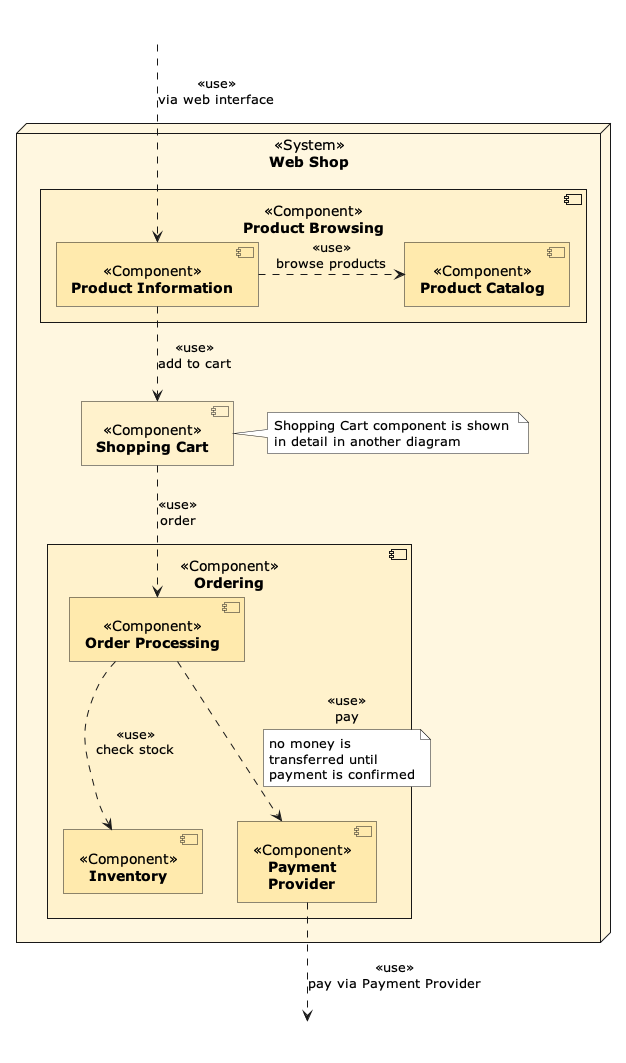 «use»
via web interface
«System»
Web Shop
«Component»
Product Browsing
«use»
browse products
«Component»
Product Information
«Component»
Product Catalog
«use»
add to cart
«Component»
Shopping Cart
Shopping Cart component is shown
in detail in another diagram
«use»
order
«Component»
Ordering
«Component»
Order Processing
«use»
pay
no money is
transferred until
payment is confirmed
«use»
check stock
«Component»
Inventory
«Component»
Payment
Provider
«use»
pay via Payment Provider